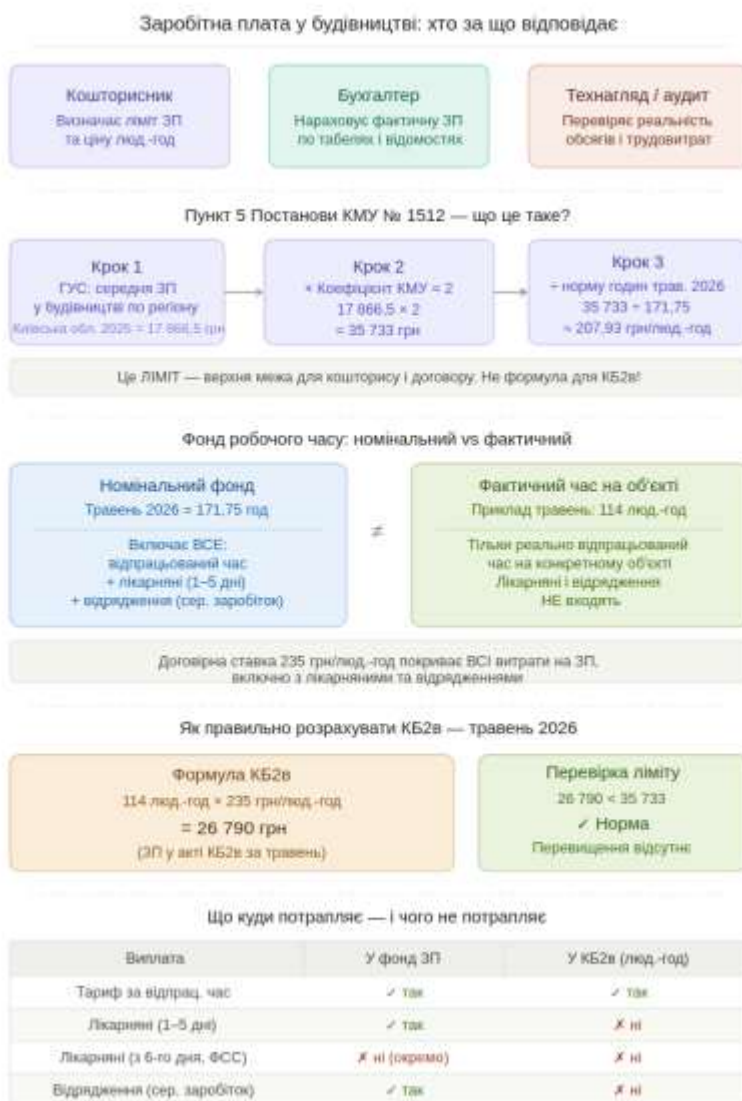 Заробітна плата у будівництві: хто за що відповідає
Кошторисник
Визначає ліміт ЗП
та ціну люд.-год
Бухгалтер
Нараховує фактичну ЗП
по табелях і відомостях
Технагляд / аудит
Перевіряє реальність
обсягів і трудовитрат
Пункт 5 Постанови КМУ № 1512 — що це таке?
Крок 1
ГУС: середня ЗП
у будівництві по регіону
Київська обл. 2025 = 17 866,5 грн
Крок 2
× Коефіцієнт КМУ = 2
17 866,5 × 2
= 35 733 грн
Крок 3
÷ норму годин трав. 2026
35 733 ÷ 171,75
≈ 207,93 грн/люд.-год
Це ЛІМІТ — верхня межа для кошторису і договору. Не формула для КБ2в!
Фонд робочого часу: номінальний vs фактичний
Номінальний фонд
Травень 2026 = 171,75 год
Включає ВСЕ:
відпрацьований час
+ лікарняні (1–5 дні)
+ відрядження (сер. заробіток)
≠
Фактичний час на об'єкті
Приклад травень: 114 люд.-год
Тільки реально відпрацьований
час на конкретному об'єкті
Лікарняні і відрядження
НЕ входять
Договірна ставка 235 грн/люд.-год покриває ВСІ витрати на ЗП,
включно з лікарняними та відрядженнями
Як правильно розрахувати КБ2в — травень 2026
Формула КБ2в
114 люд.-год × 235 грн/люд.-год
= 26 790 грн
(ЗП у акті КБ2в за травень)
Перевірка ліміту
26 790 < 35 733
✓ Норма
Перевищення відсутнє
Що куди потрапляє — і чого не потрапляє
Виплата У фонд ЗП У КБ2в (люд.-год)
Тариф за відпрац. час ✓ так ✓ так
Лікарняні (1–5 дні) ✓ так ✗ ні
Лікарняні (з 6-го дня, ФСС) ✗ ні (окремо) ✗ ні
Відрядження (сер. заробіток) ✓ так ✗ ні